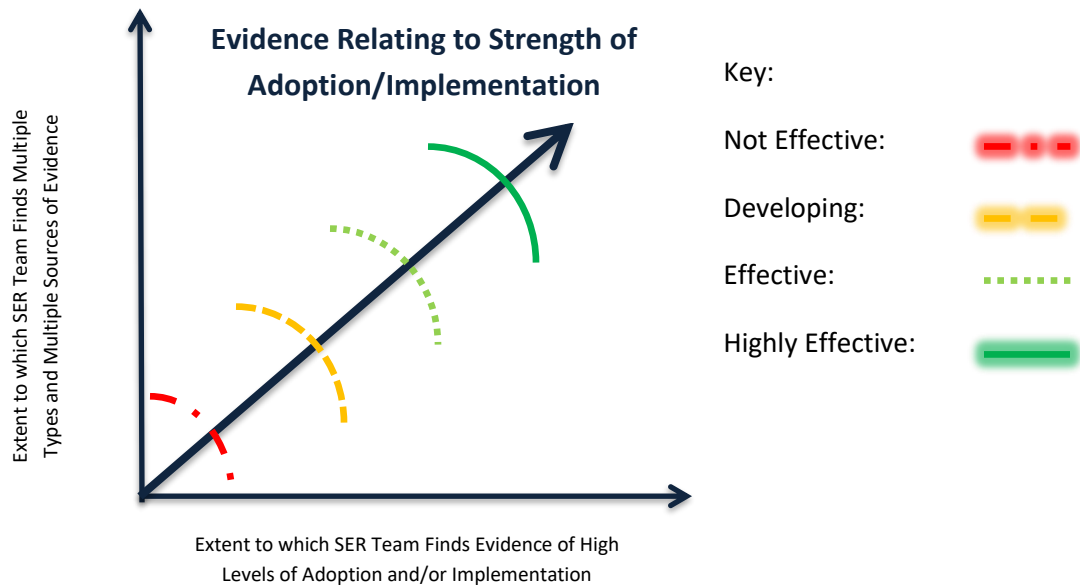 Evidence Relating to Strength of
Adoption/Implementation
Extent to which SER Team Finds Multiple
Types and Multiple Sources of Evidence
Extent to which SER Team Finds Evidence of High
Levels of Adoption and/or Implementation
Key:
Not Effective:
Developing:
Effective:
Highly Effective: